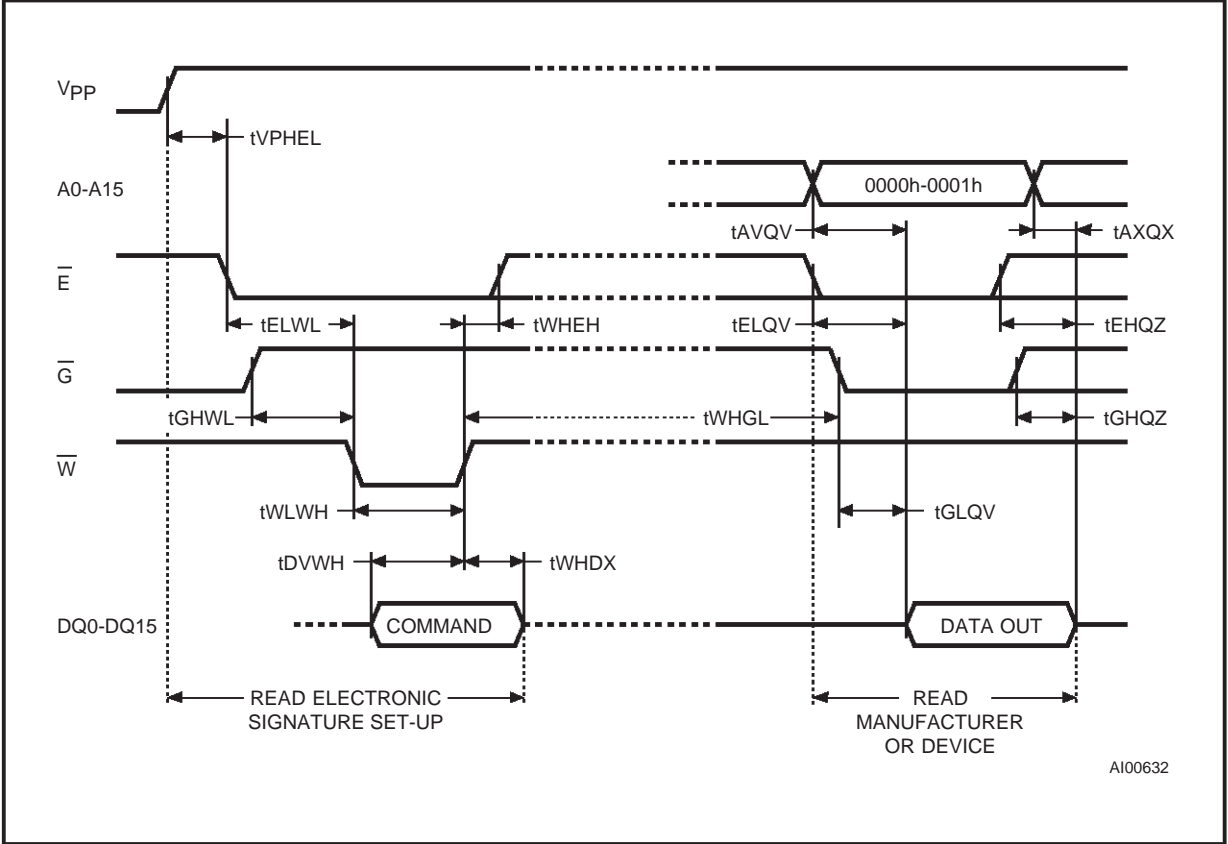 VPP
tVPHEL
A0-A15
0000h-0001h
tAVQV
tAXQX
E
tELWL
tWHEH
tELQV
tEHQZ
G
tGHWL
tWHGL
tGHQZ
W
tWLWH
tGLQV
tDVWH
tWHDX
DQ0-DQ15
COMMAND
DATA OUT
READ ELECTRONIC
SIGNATURE SET-UP
READ
MANUFACTURER
OR DEVICE
AI00632